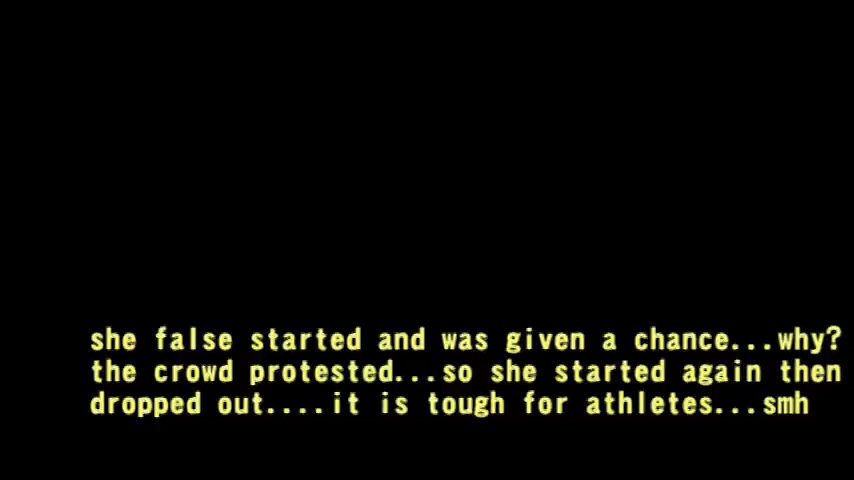 she false started and was given a chance...why?
the crowd protested...so she started again then
dropped out....it is tough for athletes...smh